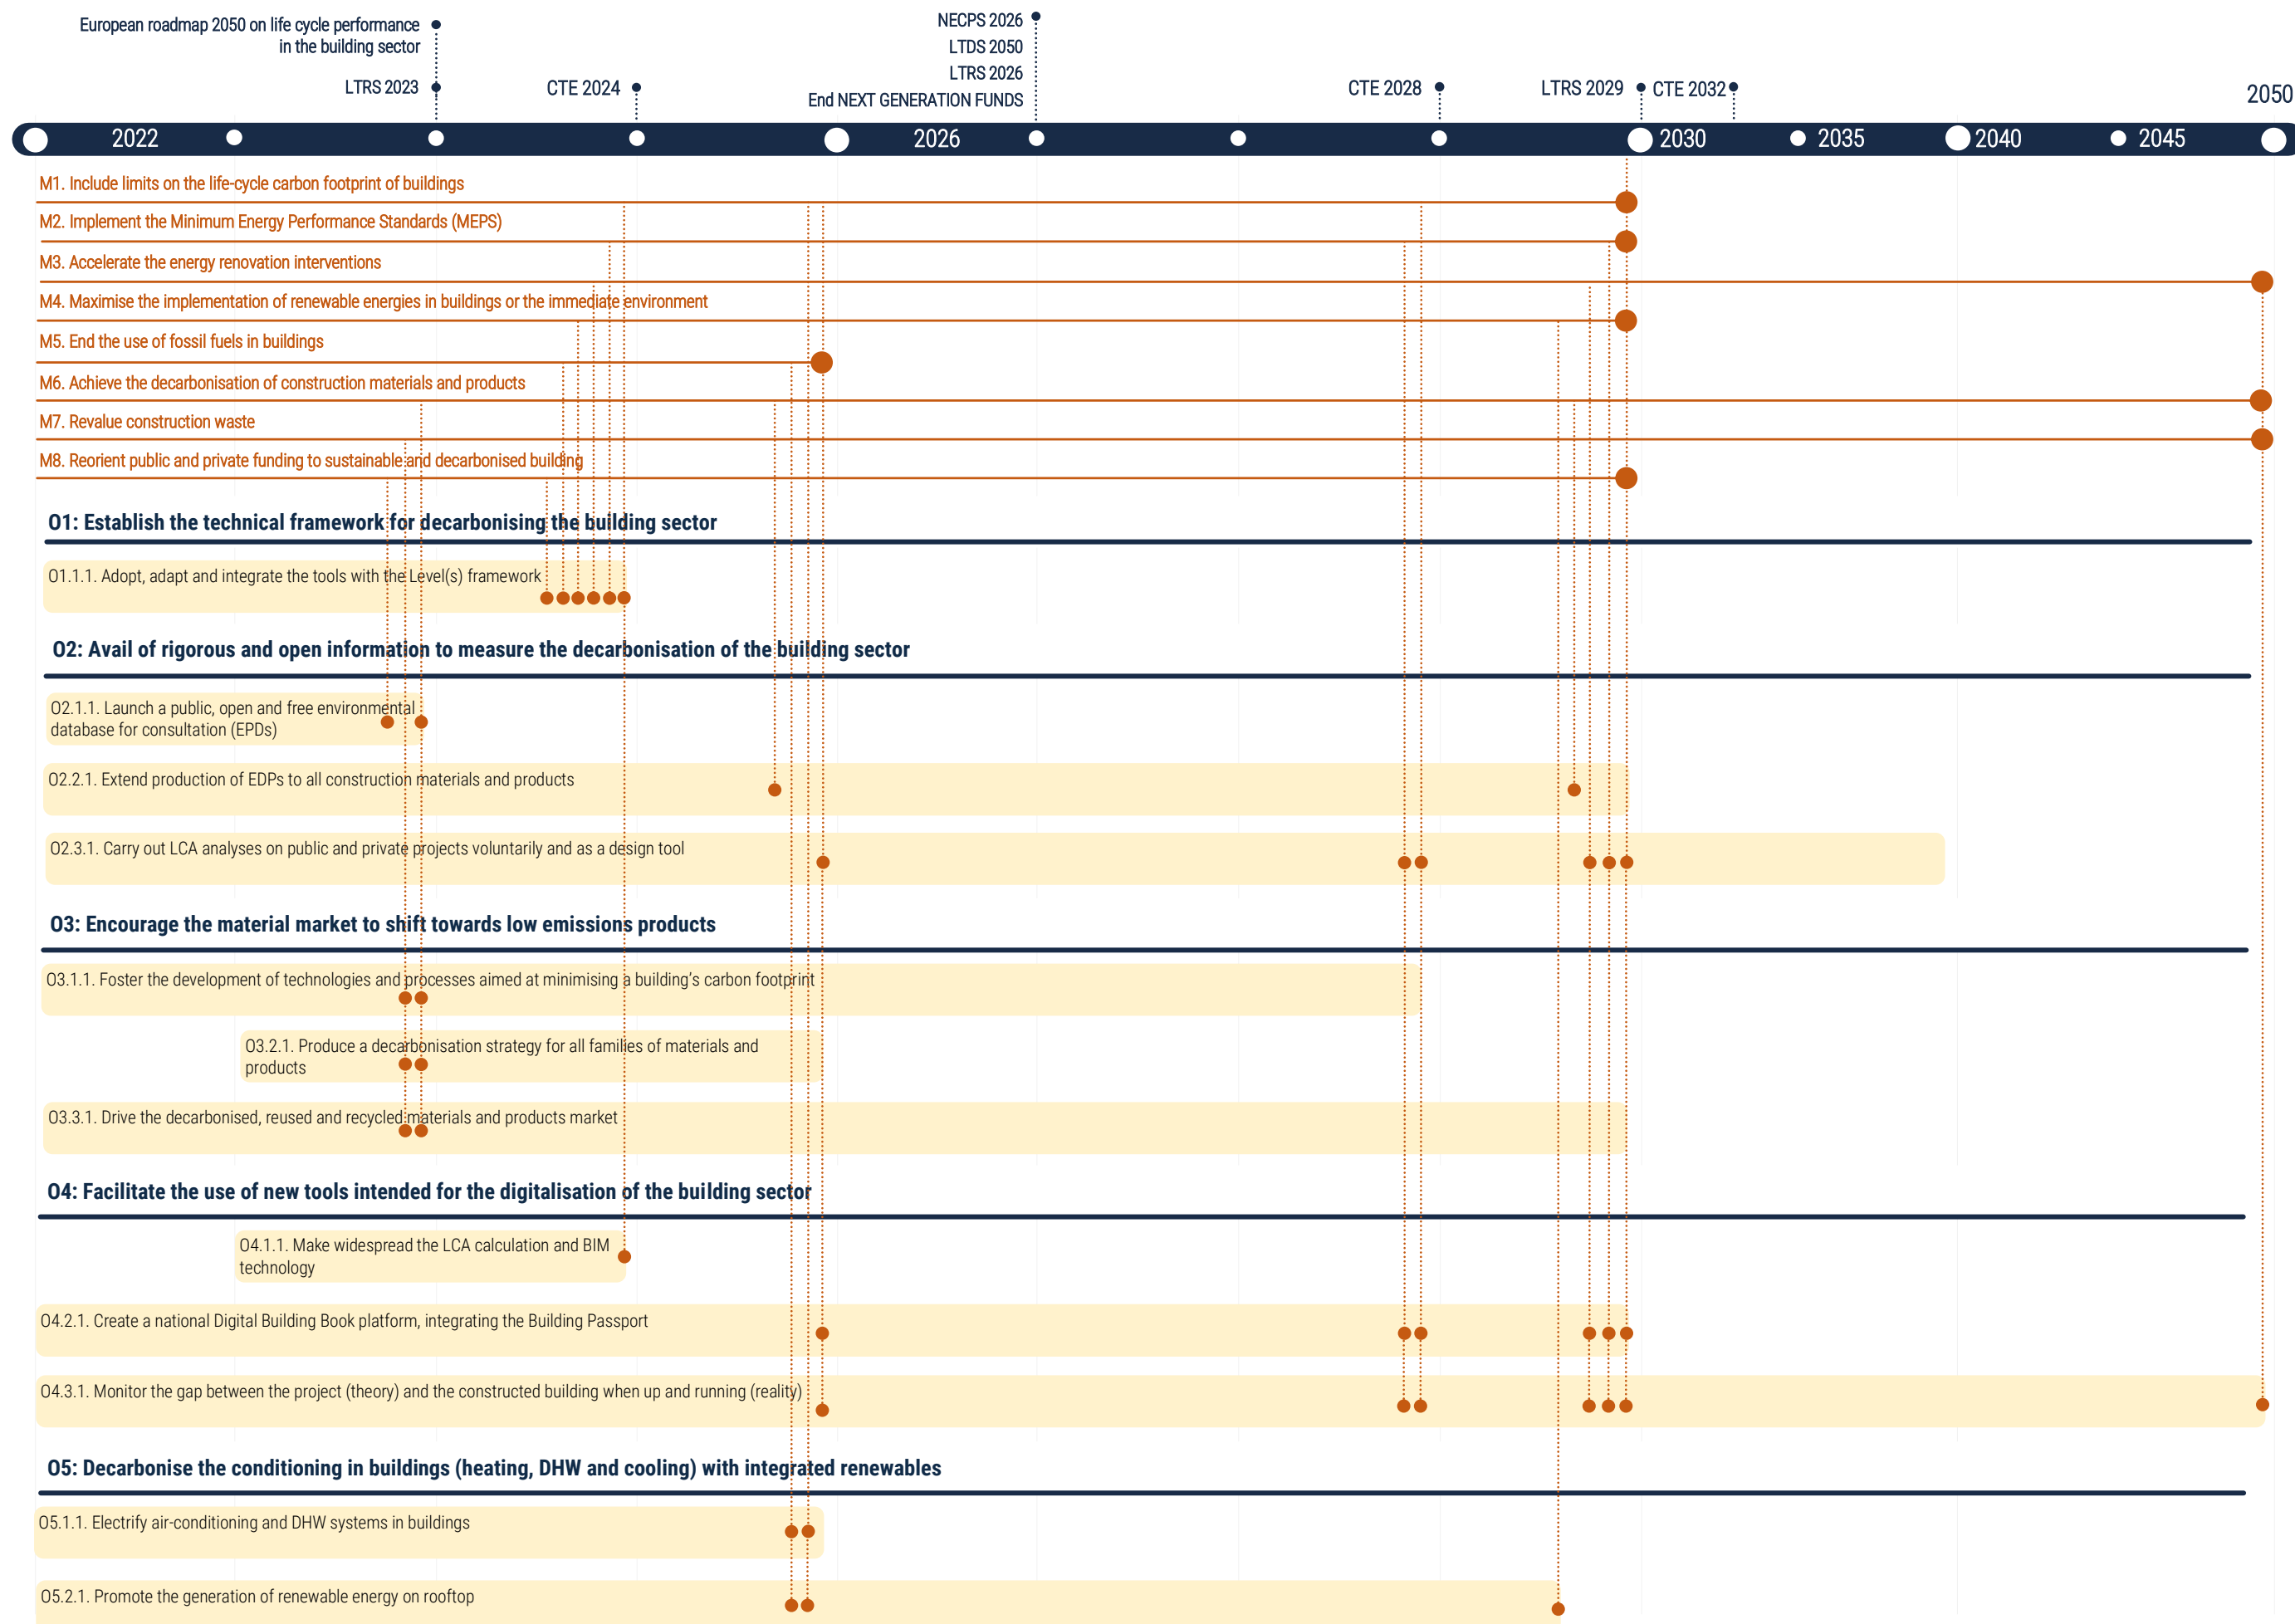 European roadmap 2050 on life cycle performance
in the building sector
LTRS 2023
CTE 2024
NECPS 2026
LTDS 2050
LTRS 2026
End NEXT GENERATION FUNDS
CTE 2028
LTRS 2029
CTE 2032
2050
2022
2026
2030
2035
2040
2045
M1. Include limits on the life-cycle carbon footprint of buildings
M2. Implement the Minimum Energy Performance Standards (MEPS)
M3. Accelerate the energy renovation interventions
M4. Maximise the implementation of renewable energies in buildings or the immediate environment
M5. End the use of fossil fuels in buildings
M6. Achieve the decarbonisation of construction materials and products
M7. Revalue construction waste
M8. Reorient public and private funding to sustainable and decarbonised building
O1: Establish the technical framework for decarbonising the building sector
O1.1.1. Adopt, adapt and integrate the tools with the Level(s) framework
O2: Avail of rigorous and open information to measure the decarbonisation of the building sector
O2.1.1. Launch a public, open and free environmental
database for consultation (EPDs)
O2.2.1. Extend production of EDPs to all construction materials and products
O2.3.1. Carry out LCA analyses on public and private projects voluntarily and as a design tool
O3: Encourage the material market to shift towards low emissions products
O3.1.1. Foster the development of technologies and processes aimed at minimising a building's carbon footprint
O3.2.1. Produce a decarbonisation strategy for all families of materials and
products
O3.3.1. Drive the decarbonised, reused and recycled materials and products market
O4: Facilitate the use of new tools intended for the digitalisation of the building sector
O4.1.1. Make widespread the LCA calculation and BIM
technology
O4.2.1. Create a national Digital Building Book platform, integrating the Building Passport
O4.3.1. Monitor the gap between the project (theory) and the constructed building when up and running (reality)
O5: Decarbonise the conditioning in buildings (heating, DHW and cooling) with integrated renewables
O5.1.1. Electrify air-conditioning and DHW systems in buildings
O5.2.1. Promote the generation of renewable energy on rooftop